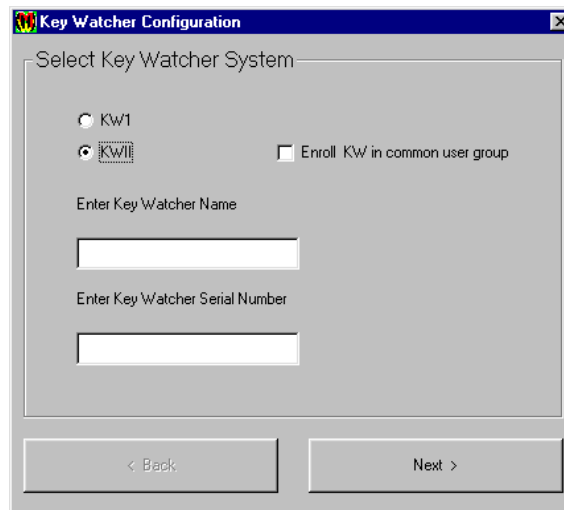 Key Watcher Configuration
Select Key Watcher System
KW1
KWII
Enroll KW in common user group
Enter Key Watcher Name
Enter Key Watcher Serial Number
< Back
Next >